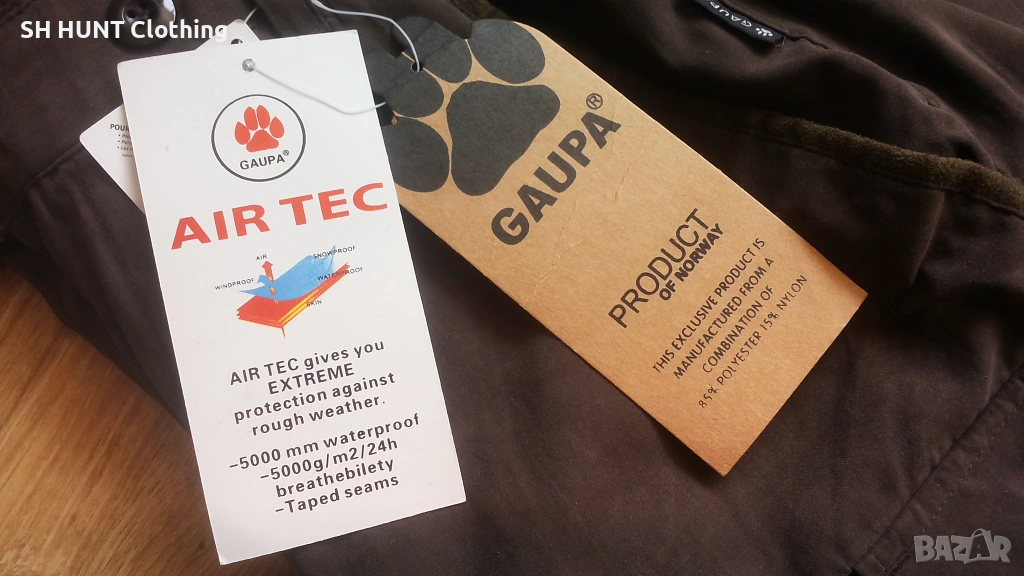 SH HUNT Clothing
POUR
GAUPA®
AIR TEC
AIR
SNOWPROOF
WINDPROOF
WATERPROOF
SKIN
AIR TEC gives you
EXTREME
protection against
rough weather.
-5000 mm waterproof
-5000g/m2/24h
breathebilety
-Taped seams
GAUPA®
PRODUCT
OF NORWAY
THIS EXCLUSIVE PRODUCT IS
MANUFACTURED FROM A
COMBINATION OF
85% POLYESTER 15% NYLON
GAUP
BAZAR